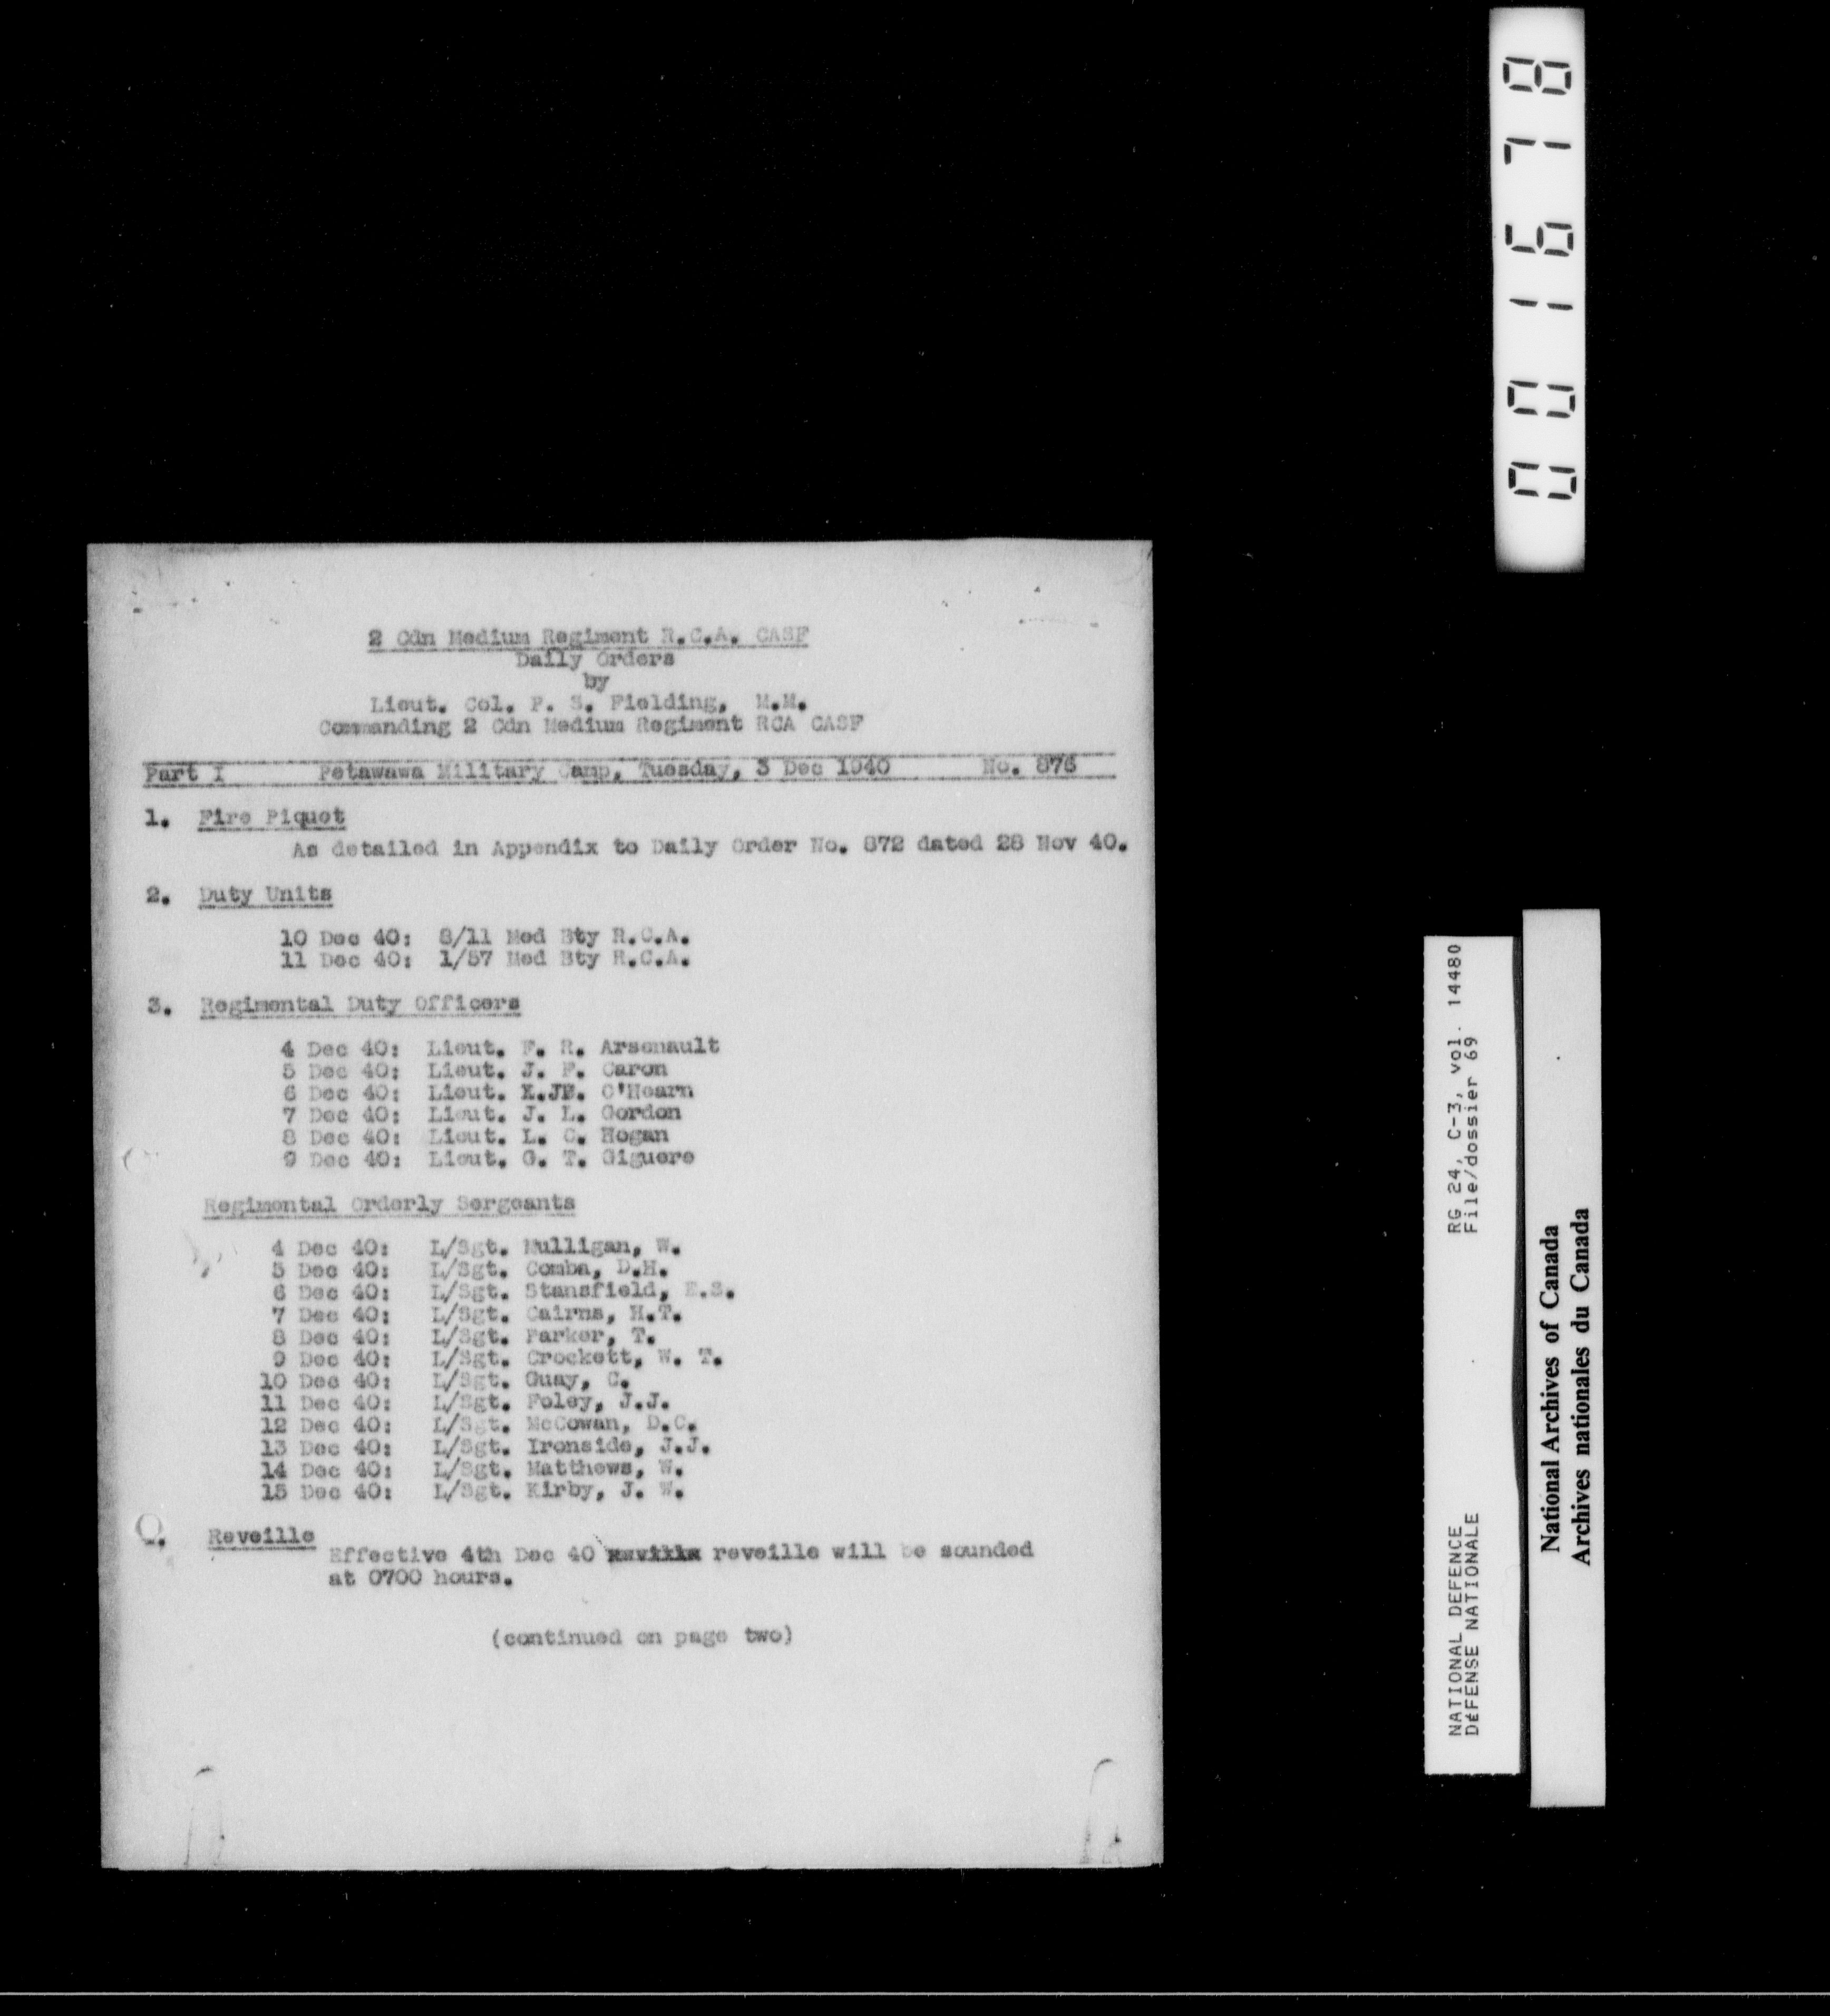 2 Cdn Medium Regiment R.C.A. CASF
Daily Orders
by
Lieut. Col. P. S. Fielding, M.M.
Commanding 2 Cdn Medium Regiment RCA CASF
Part I Petawawa Military Camp, Tuesday, 3 Dec 1940 No. 876
1. Fire Piquet
As detailed in Appendix to Daily Order No. 872 dated 28 Nov 40.
2. Duty Units
10 Dec 40: 8/11 Med Bty R.C.A.
11 Dec 40: 1/57 Med Bty R.C.A.
3. Regimental Duty Officers
4 Dec 40: Lieut. F. R. Arsenault
5 Dec 40: Lieut. J. F. Caron
6 Dec 40: Lieut. O'Hearn
7 Dec 40: Lieut. J. L. Gordon
8 Dec 40: Lieut. L. C. Hogan
9 Dec 40: Lieut. G. T. Giguere
Regimental Orderly Sergeants
4 Dec 40: L/Sgt. Mulligan, W.
5 Dec 40: L/Sgt. Comba, D.H.
6 Dec 40: L/Sgt. Stansfield, E.S.
7 Dec 40: L/Sgt. Cairns, H.T.
8 Dec 40: L/Sgt. Parker, T.
9 Dec 40: L/Sgt. Crockett, W. T.
10 Dec 40: L/Sgt. Guay, C.
11 Dec 40: L/Sgt. Foley, J.J.
12 Dec 40: L/Sgt. McCowan, D.C.
13 Dec 40: L/Sgt. Ironside, J.J.
14 Dec 40: L/Sgt. Matthews, W.
15 Dec 40: L/Sgt. Kirby, J. W.
Reveille
Effective 4th Dec 40 reveille will be sounded
at 0700 hours.
(continued on page two)
001678
NATIONAL DEFENCE RG 24, C-3, vol. 14480
DÉFENSE NATIONALE File/dossier 69
National Archives of Canada
Archives nationales du Canada